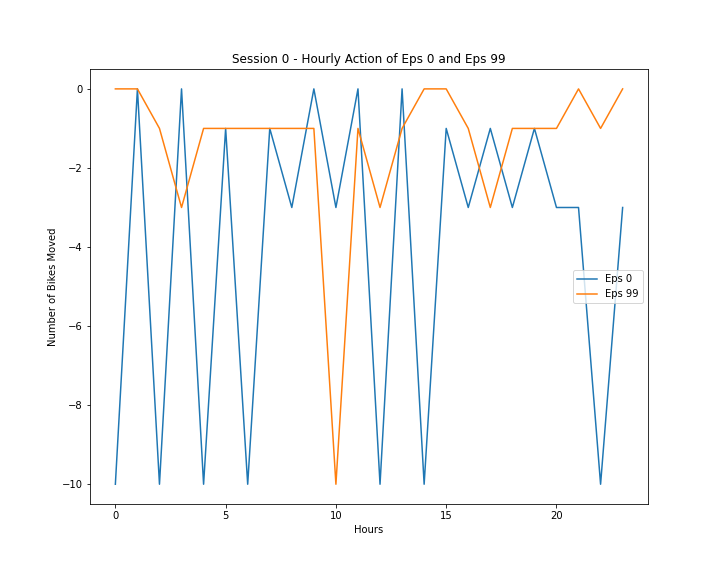 Session 0 - Hourly Action of Eps 0 and Eps 99
Number of Bikes Moved
0
−2
−4
−6
−8
−10
Eps 0
Eps 99
0
5
10
15
20
Hours